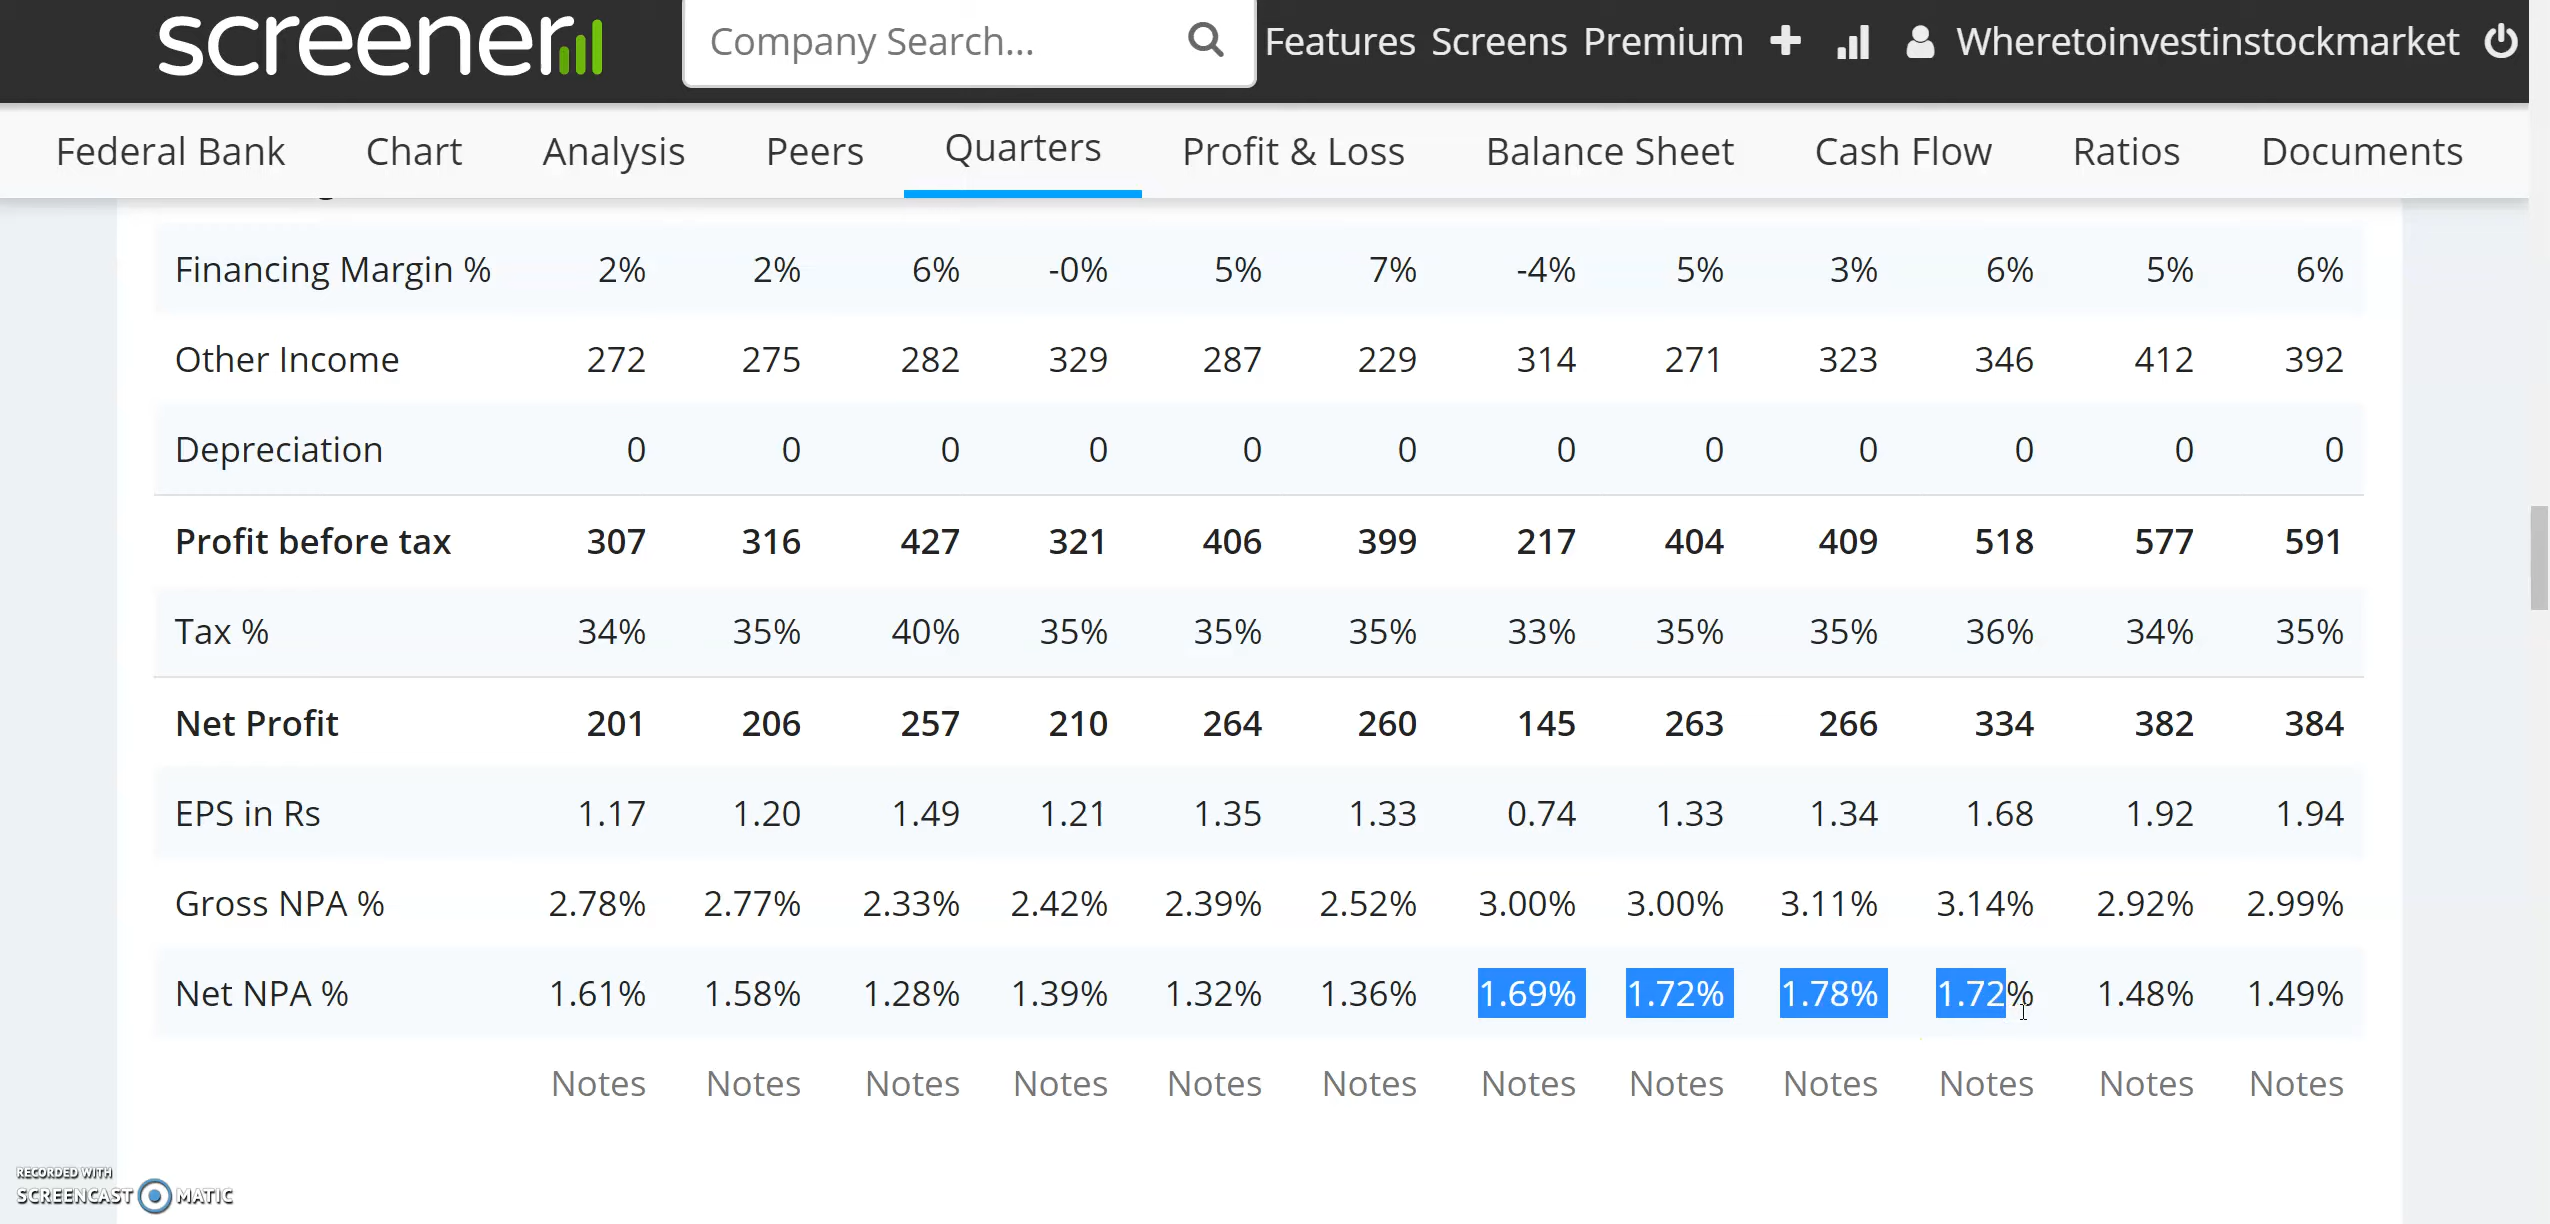 screener Company Search... Features Screens Premium Wheretoinvestinstockmarket
Federal Bank Chart Analysis Peers Quarters Profit & Loss Balance Sheet Cash Flow Ratios Documents
Financing Margin % 2% 2% 6% -0% 5% 7% -4% 5% 3% 6% 5% 6%
Other Income 272 275 282 329 287 229 314 271 323 346 412 392
Depreciation 0 0 0 0 0 0 0 0 0 0 0 0
Profit before tax 307 316 427 321 406 399 217 404 409 518 577 591
Tax % 34% 35% 40% 35% 35% 35% 33% 35% 35% 36% 34% 35%
Net Profit 201 206 257 210 264 260 145 263 266 334 382 384
EPS in Rs 1.17 1.20 1.49 1.21 1.35 1.33 0.74 1.33 1.34 1.68 1.92 1.94
Gross NPA % 2.78% 2.77% 2.33% 2.42% 2.39% 2.52% 3.00% 3.00% 3.11% 3.14% 2.92% 2.99%
Net NPA % 1.61% 1.58% 1.28% 1.39% 1.32% 1.36% 1.69% 1.72% 1.78% 1.72% 1.48% 1.49%
Notes Notes Notes Notes Notes Notes Notes Notes Notes Notes Notes Notes
RECORDED WITH
SCREENCAST MATIC